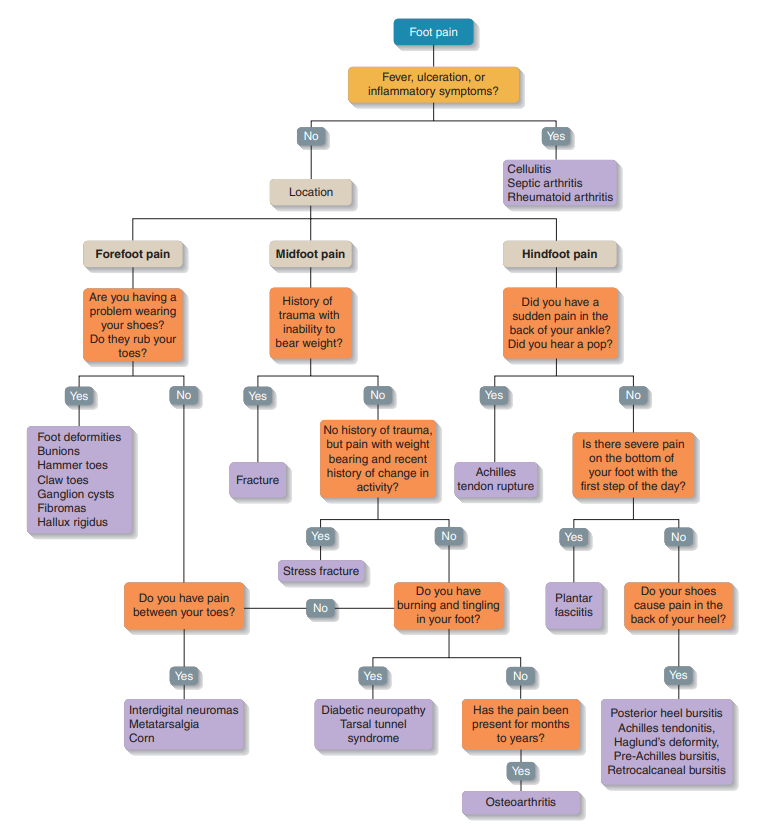 Foot pain
Fever, ulceration, or
inflammatory symptoms?
No
Yes
Cellulitis
Septic arthritis
Rheumatoid arthritis
Location
Forefoot pain
Midfoot pain
Hindfoot pain
Are you having a
problem wearing
your shoes?
Do they rub your
toes?
History of
trauma with
inability to
bear weight?
Did you have a
sudden pain in the
back of your ankle?
Did you hear a pop?
Yes
No
Yes
No
Yes
No
Foot deformities
Bunions
Hammer toes
Claw toes
Ganglion cysts
Fibromas
Hallux rigidus
Fracture
No history of trauma,
but pain with weight
bearing and recent
history of change in
activity?
Achilles
tendon rupture
Is there severe pain
on the bottom of
your foot with the
first step of the day?
Yes
No
Yes
No
Stress fracture
Do you have pain
between your toes?
No
Do you have
burning and tingling
in your foot?
Plantar
fasciitis
Do your shoes
cause pain in the
back of your heel?
Yes
Yes
No
Yes
Interdigital neuromas
Metatarsalgia
Corn
Diabetic neuropathy
Tarsal tunnel
syndrome
Has the pain been
present for months
to years?
Posterior heel bursitis
Achilles tendonitis,
Haglund's deformity,
Pre-Achilles bursitis,
Retrocalcaneal bursitis
Yes
Osteoarthritis